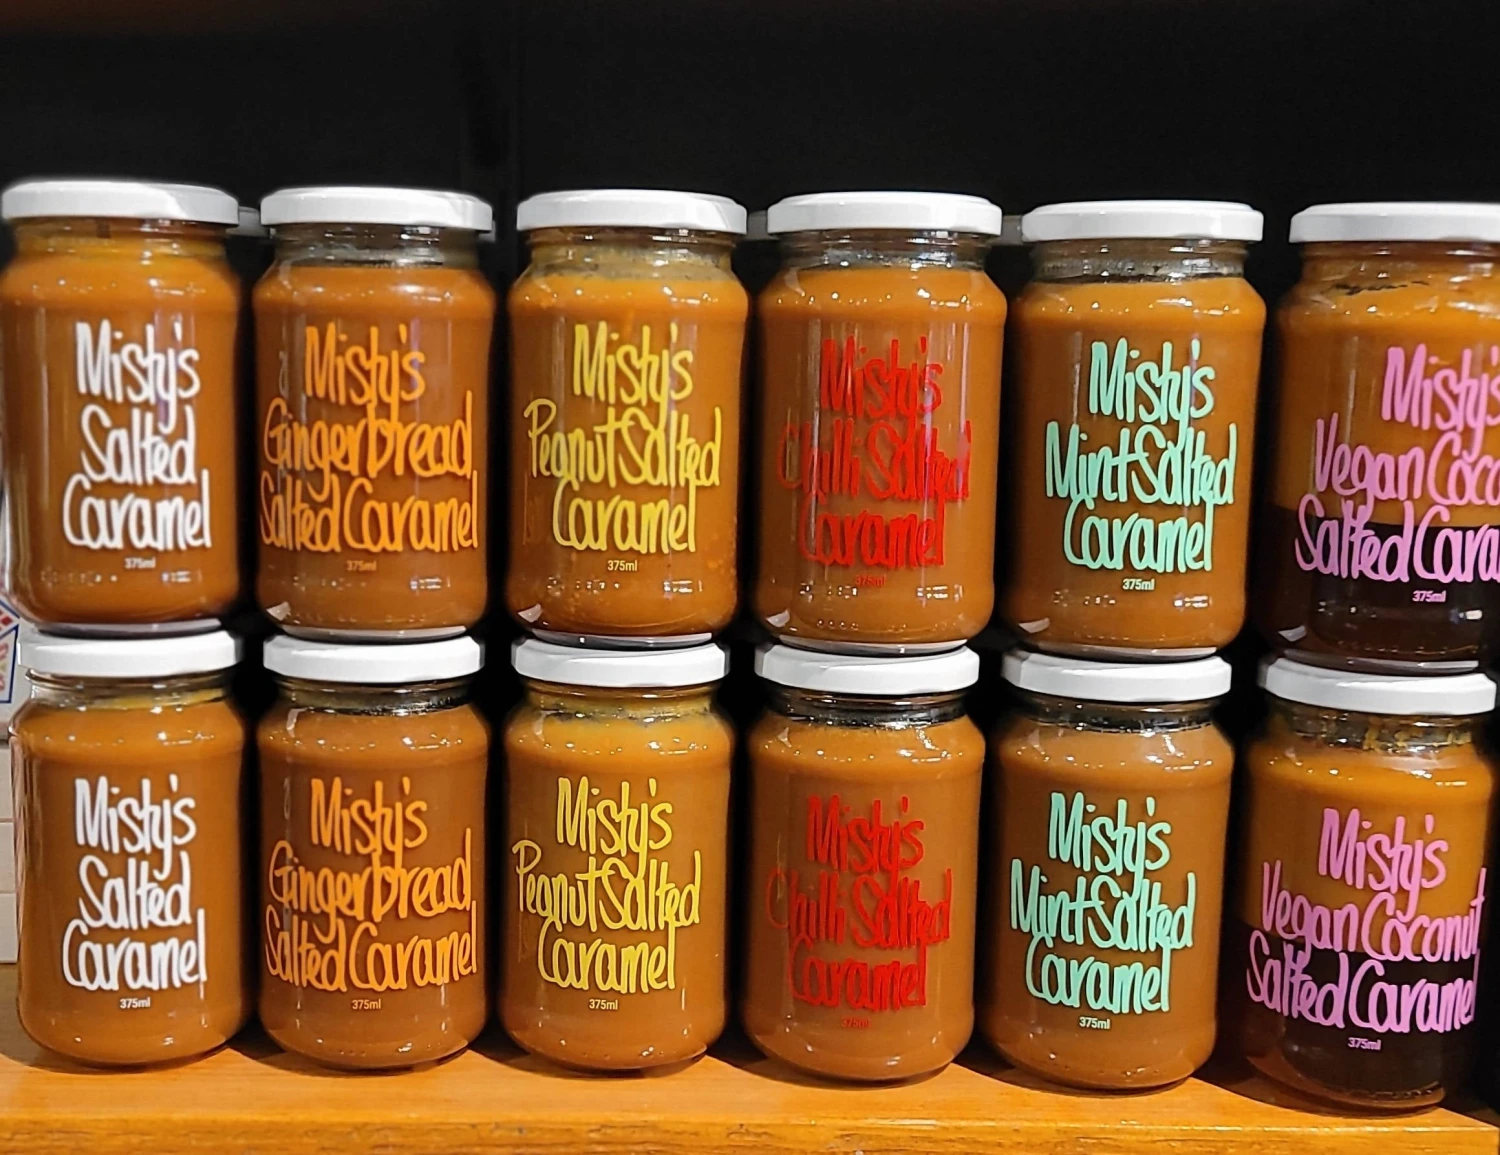 Misty's
Salted
Caramel
375ml
Misty's
Gingerbread
Salted Caramel
375ml
Misty's
Peanut Salted
Caramel
375ml
Misty's
Chilli Salted
Caramel
375ml
Misty's
Mint Salted
Caramel
375ml
Misty's
Vegan Coco
Salted Cara
375ml
Misty's
Salted
Caramel
375ml
Misty's
Gingerbread
Salted Caramel
375ml
Misty's
Peanut Salted
Caramel
375ml
Misty's
Chilli Salted
Caramel
375ml
Misty's
Mint Salted
Caramel
375ml
Misty's
Vegan Coconut
Salted Caramel
375ml